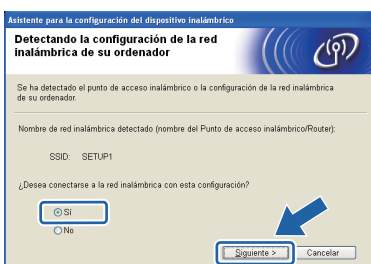 Asistente para la configuración del dispositivo inalámbrico
Detectando la configuración de la red
inalámbrica de su ordenador
Se ha detectado el punto de acceso inalámbrico o la configuración de la red inalámbrica
de su ordenador.
Nombre de red inalámbrica detectado (nombre del Punto de acceso inalámbrico/Router):
SSID: SETUP1
¿Desea conectarse a la red inalámbrica con esta configuración?
Sí
No
Siguiente >
Cancelar